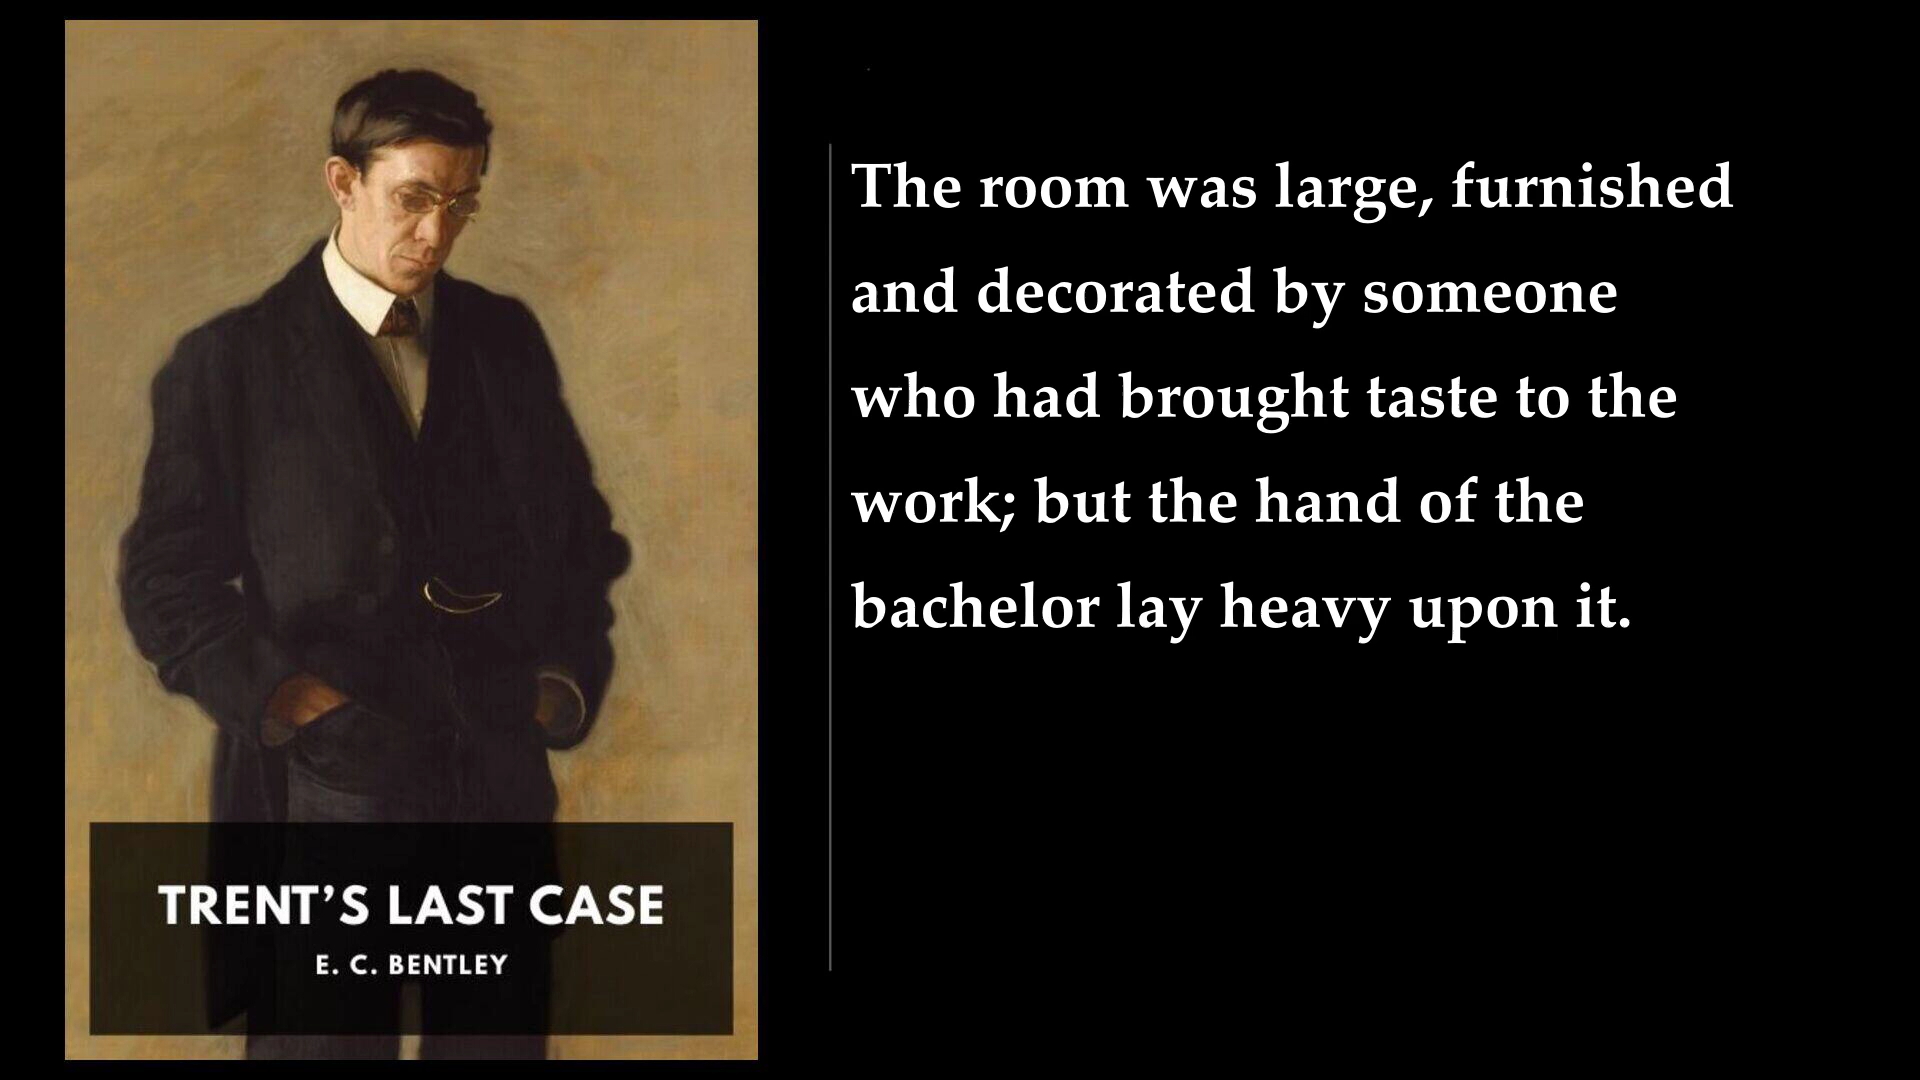 TRENT’S LAST CASE
E. C. BENTLEY
The room was large, furnished
and decorated by someone
who had brought taste to the
work; but the hand of the
bachelor lay heavy upon it.